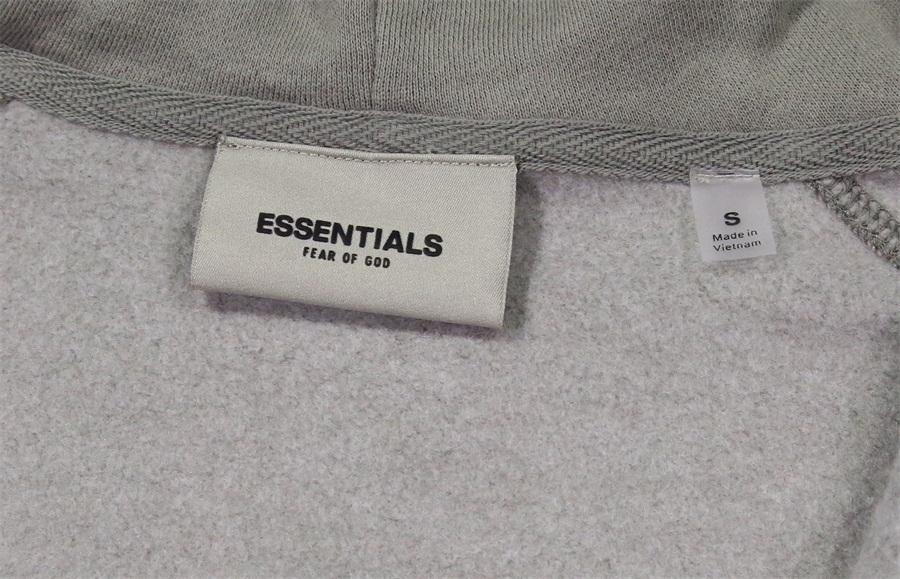 ESSENTIALS
FEAR OF GOD
S
Made in
Vietnam